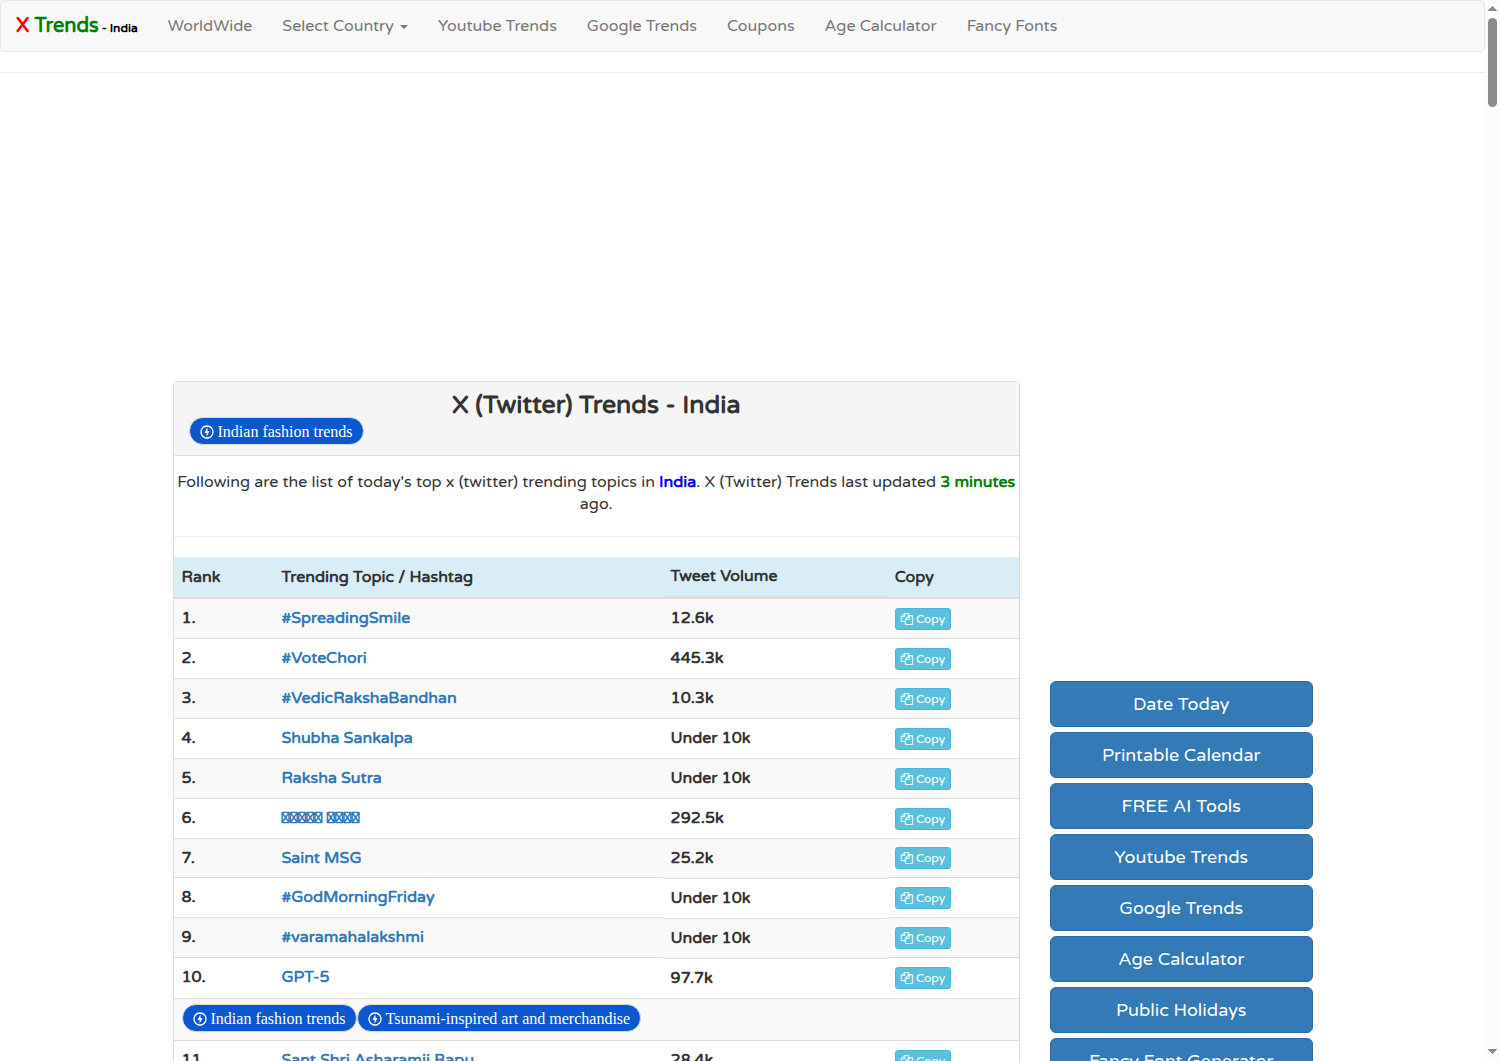 X Trends - India WorldWide Select Country Youtube Trends Google Trends Coupons Age Calculator Fancy Fonts
X (Twitter) Trends - India
Indian fashion trends
Following are the list of today's top x (twitter) trending topics in India. X (Twitter) Trends last updated 3 minutes
ago.
Rank Trending Topic / Hashtag Tweet Volume Copy
1. #SpreadingSmile 12.6k Copy
2. #VoteChori 445.3k Copy
3. #VedicRakshaBandhan 10.3k Copy
4. Shubha Sankalpa Under 10k Copy
5. Raksha Sutra Under 10k Copy
6. 292.5k Copy
7. Saint MSG 25.2k Copy
8. #GodMorningFriday Under 10k Copy
9. #varamahalakshmi Under 10k Copy
10. GPT-5 97.7k Copy
Indian fashion trends Tsunami-inspired art and merchandise
11. Sant Shri Asharamji Bapu 28.4k Copy
Date Today
Printable Calendar
FREE AI Tools
Youtube Trends
Google Trends
Age Calculator
Public Holidays
Fancy Font Generator